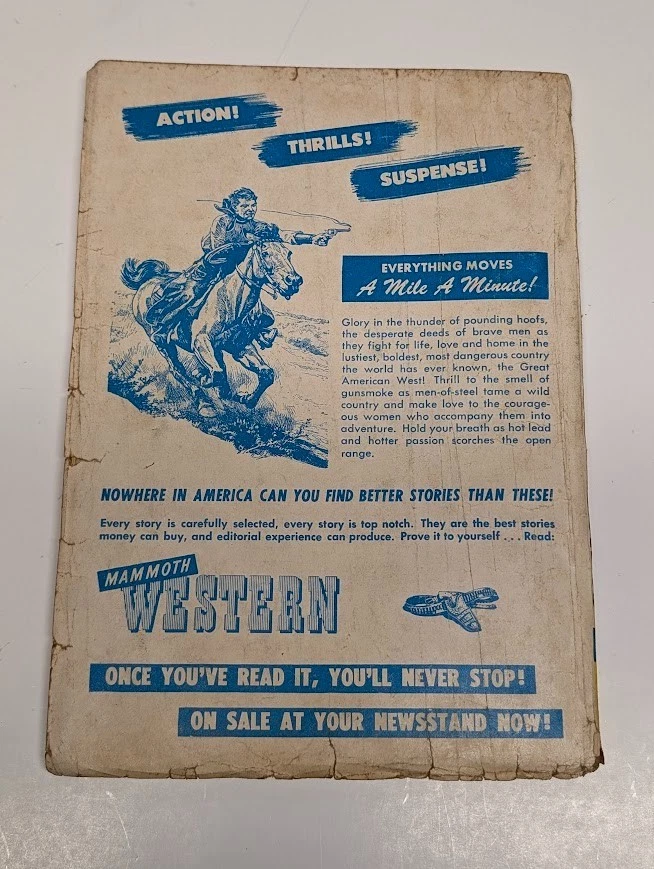 ACTION!
THRILLS!
SUSPENSE!
EVERYTHING MOVES
A Mile A Minute!
Glory in the thunder of pounding hoofs,
the desperate deeds of brave men as
they fight for life, love and home in the
lustiest, boldest, most dangerous country
the world has ever known, the Great
American West! Thrill to the smell of
gunsmoke as men-of-steel tame a wild
country and make love to the courage-
ous women who accompany them into
adventure. Hold your breath as hot lead
and hotter passion scorches the open
range.
NOWHERE IN AMERICA CAN YOU FIND BETTER STORIES THAN THESE!
Every story is carefully selected, every story is top notch. They are the best stories
money can buy, and editorial experience can produce. Prove it to yourself . . . Read:
MAMMOTH
WESTERN
ONCE YOU'VE READ IT, YOU'LL NEVER STOP!
ON SALE AT YOUR NEWSSTAND NOW!